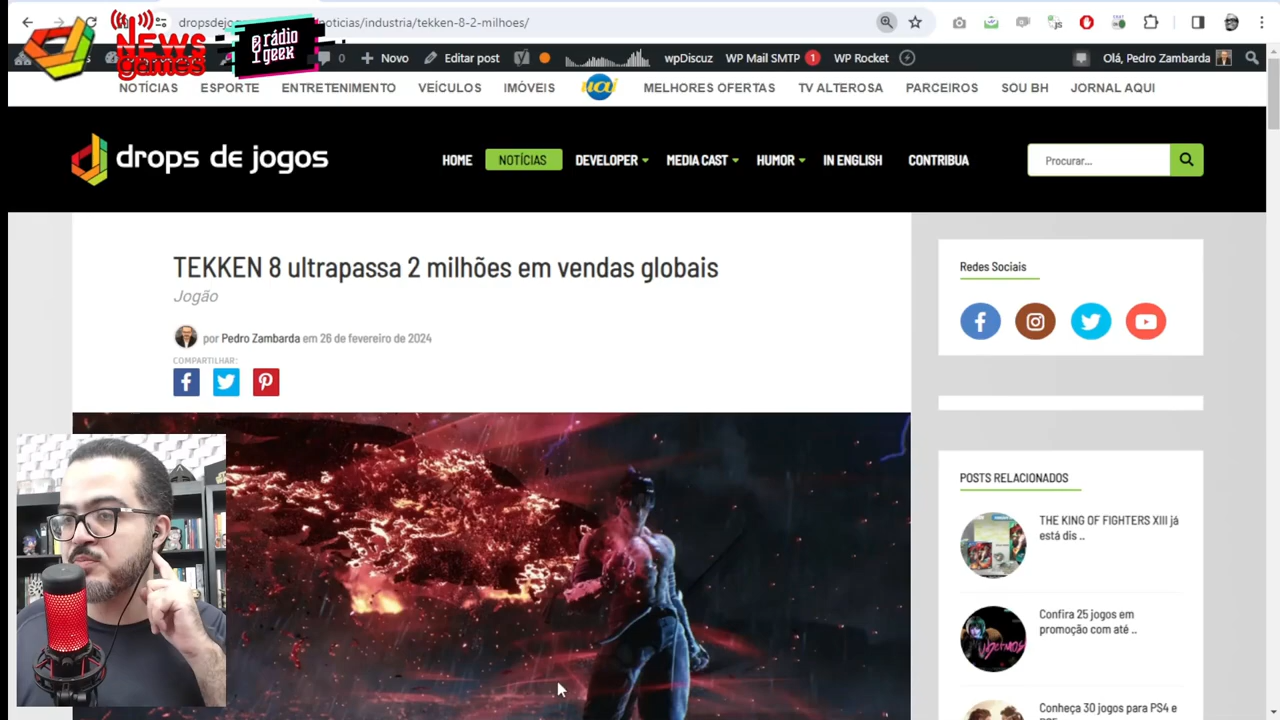 dropsdejo
noticias/industria/tekken-8-2-milhoes/
NEWS
games
rádio
geek
0
Novo
Editar post
wpDiscuz
WP Mail SMTP
1
WP Rocket
Olá, Pedro Zambarda
NOTÍCIAS
ESPORTE
ENTRETENIMENTO
VEÍCULOS
IMÓVEIS
uai
MELHORES OFERTAS
TV ALTEROSA
PARCEIROS
SOU BH
JORNAL AQUI
drops de jogos
HOME
NOTÍCIAS
DEVELOPER
MEDIA CAST
HUMOR
IN ENGLISH
CONTRIBUA
Procurar...
TEKKEN 8 ultrapassa 2 milhões em vendas globais
Jogão
por Pedro Zambarda em 26 de fevereiro de 2024
COMPARTILHAR:
Redes Sociais
POSTS RELACIONADOS
THE KING OF FIGHTERS XIII já
está dis ..
Confira 25 jogos em
promoção com até ..
Conheça 30 jogos para PS4 e